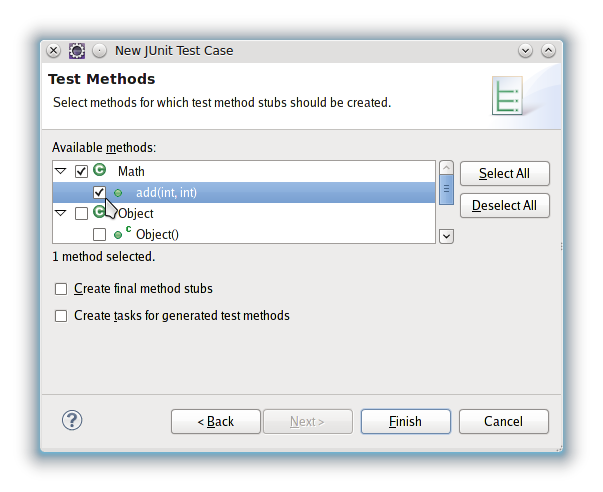 New JUnit Test Case
Test Methods
Select methods for which test method stubs should be created.
Available methods:
C Math
add(int, int)
C Object
c Object()
Select All
Deselect All
1 method selected.
Create final method stubs
Create tasks for generated test methods
?
< Back
Next >
Finish
Cancel